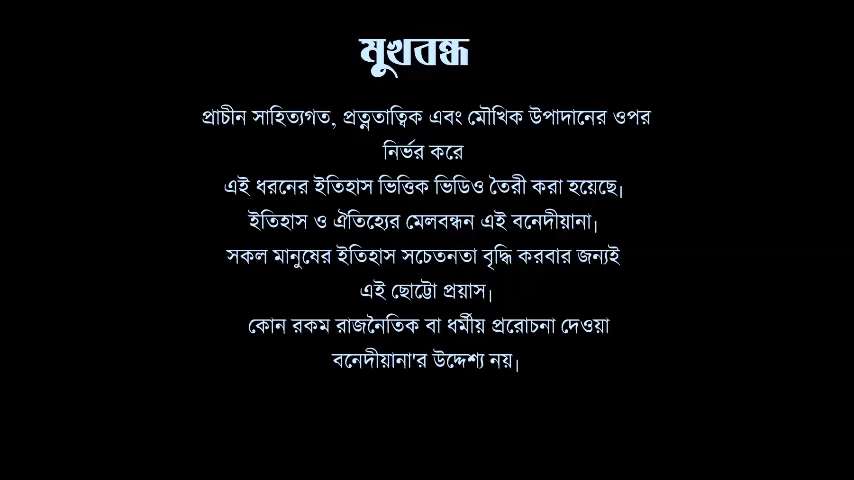 মুখবন্ধ
প্রাচীন সাহিত্যগত, প্রত্নতাত্বিক এবং মৌখিক উপাদানের ওপর
নির্ভর করে
এই ধরনের ইতিহাস ভিত্তিক ভিডিও তৈরী করা হয়েছে।
ইতিহাস ও ঐতিহ্যের মেলবন্ধন এই বনেদীয়ানা।
সকল মানুষের ইতিহাস সচেতনতা বৃদ্ধি করবার জন্যই
এই ছোট্টো প্রয়াস।
কোন রকম রাজনৈতিক বা ধর্মীয় প্ররোচনা দেওয়া
বনেদীয়ানা'র উদ্দেশ্য নয়।